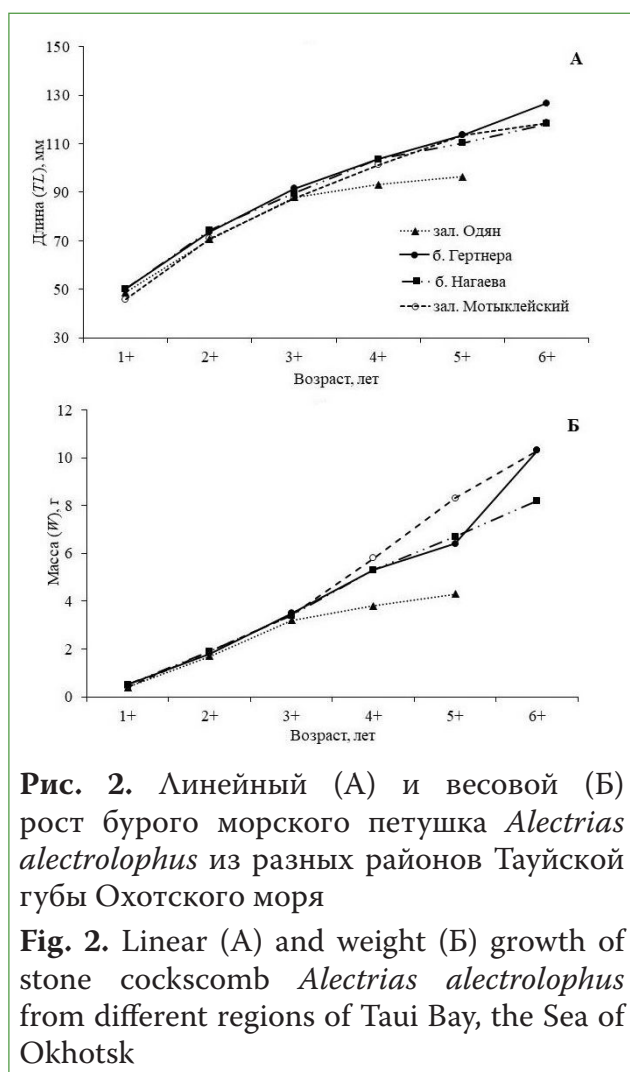 А
150
130
110
90
70
50
30
Длина (TL), мм
зал. Одян
б. Гертнера
б. Нагаева
зал. Мотыклейский
1+ 2+ 3+ 4+ 5+ 6+
Возраст, лет
Б
12
10
8
6
4
2
0
Масса (W), г
1+ 2+ 3+ 4+ 5+ 6+
Возраст, лет
Рис. 2. Линейный (А) и весовой (Б)
рост бурого морского петушка Alectrias
alectrolophus из разных районов Тауйской
губы Охотского моря
Fig. 2. Linear (A) and weight (Б) growth of
stone cockscomb Alectrias alectrolophus
from different regions of Taui Bay, the Sea of
Okhotsk